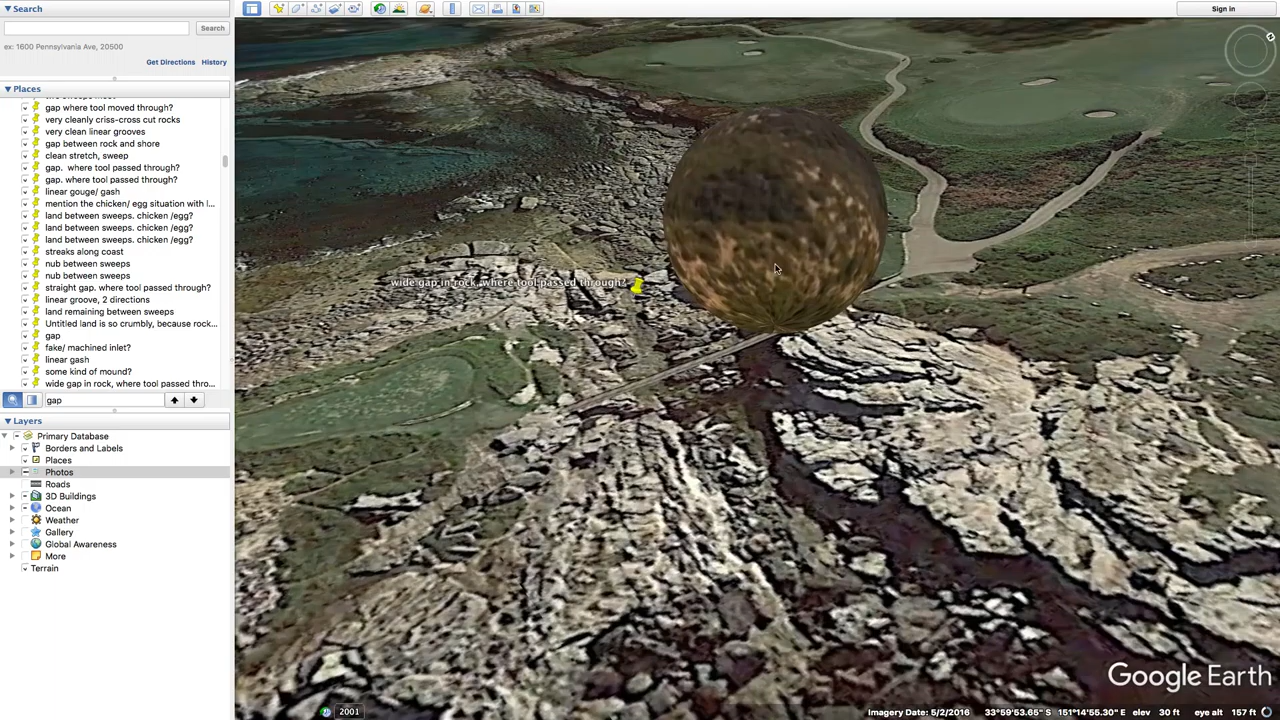 Search
Sign in
Search
ex: 1600 Pennsylvania Ave, 20500
Get Directions
History
Places
gap where tool moved through?
very cleanly criss-cross cut rocks
very clean linear grooves
gap between rock and shore
clean stretch, sweep
gap. where tool passed through?
gap. where tool passed through?
linear gouge/ gash
mention the chicken/ egg situation with l...
land between sweeps. chicken /egg?
land between sweeps. chicken /egg?
land between sweeps. chicken /egg?
streaks along coast
nub between sweeps
nub between sweeps
straight gap. where tool passed through?
linear groove, 2 directions
land remaining between sweeps
Untitled land is so crumbly, because rock...
gap
fake/ machined inlet?
linear gash
some kind of mound?
wide gap in rock, where tool passed thro...
gap
Layers
Primary Database
Borders and Labels
Places
Photos
Roads
3D Buildings
Ocean
Weather
Gallery
Global Awareness
More
Terrain
wide gap in rock, where tool passed through?
Google Earth
2001
Imagery Date: 5/2/2016 33°59'53.65" S 151°14'55.30" E elev 30 ft eye alt 157 ft